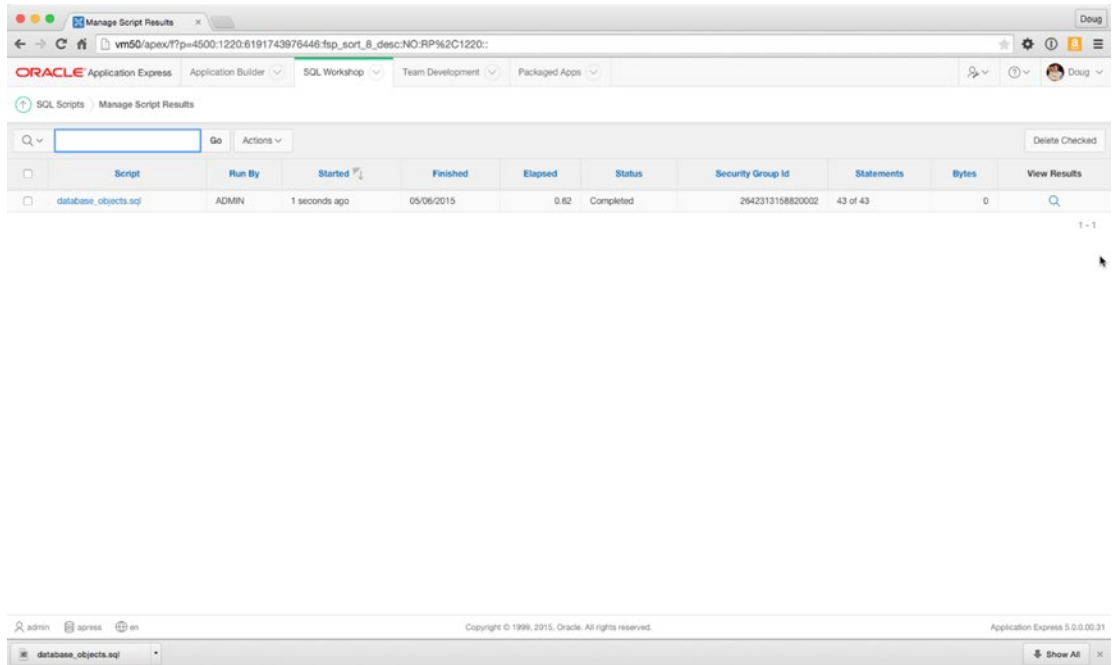 Manage Script Results
Doug
vm50/apex/f?p=4500:1220:6191743976446:fsp_sort_8_desc:NO:RP%2C1220::
ORACLE Application Express Application Builder SQL Workshop Team Development Packaged Apps Doug
SQL Scripts Manage Script Results
Go Actions Delete Checked
Script Run By Started Finished Elapsed Status Security Group Id Statements Bytes View Results
database_objects.sql ADMIN 1 seconds ago 05/06/2015 0.62 Completed 2642313158820002 43 of 43 0
1 - 1
admin apress en Copyright © 1999, 2015, Oracle. All rights reserved. Application Express 5.0.0.00.31
database_objects.sql Show All